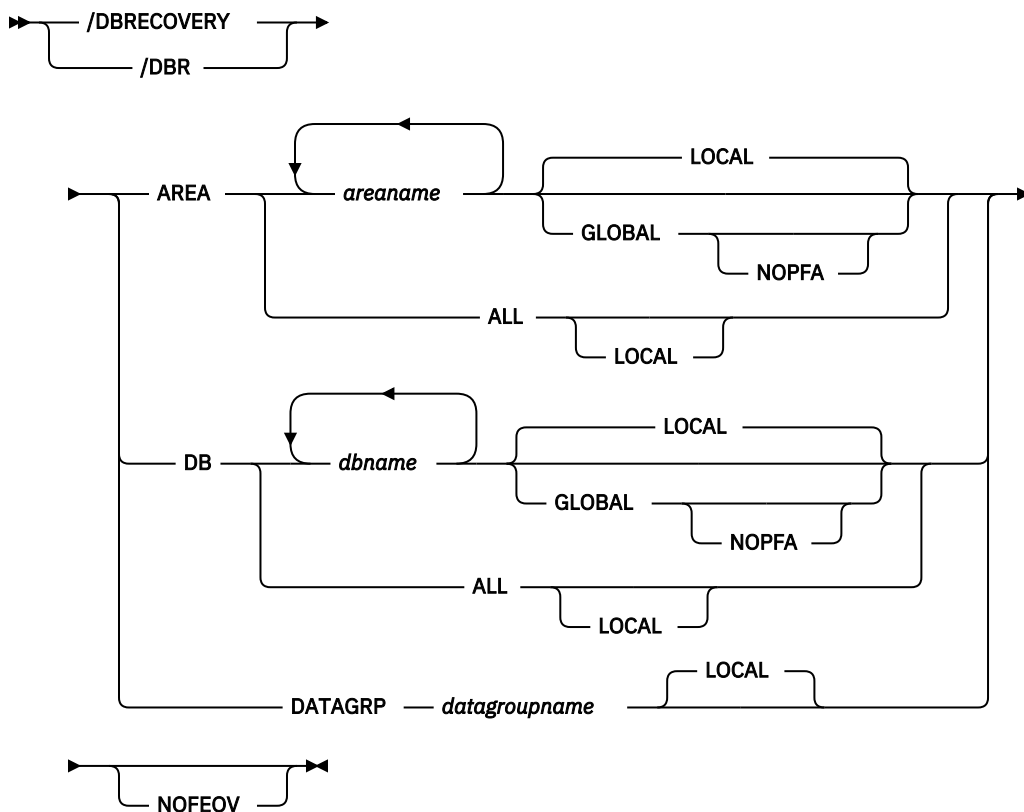 /DBRECOVERY
/DBR
LOCAL
AREA areaname
GLOBAL
NOPFA
ALL
LOCAL
LOCAL
DB dbname
GLOBAL
NOPFA
ALL
LOCAL
LOCAL
DATAGRP datagroupname
NOFEOV